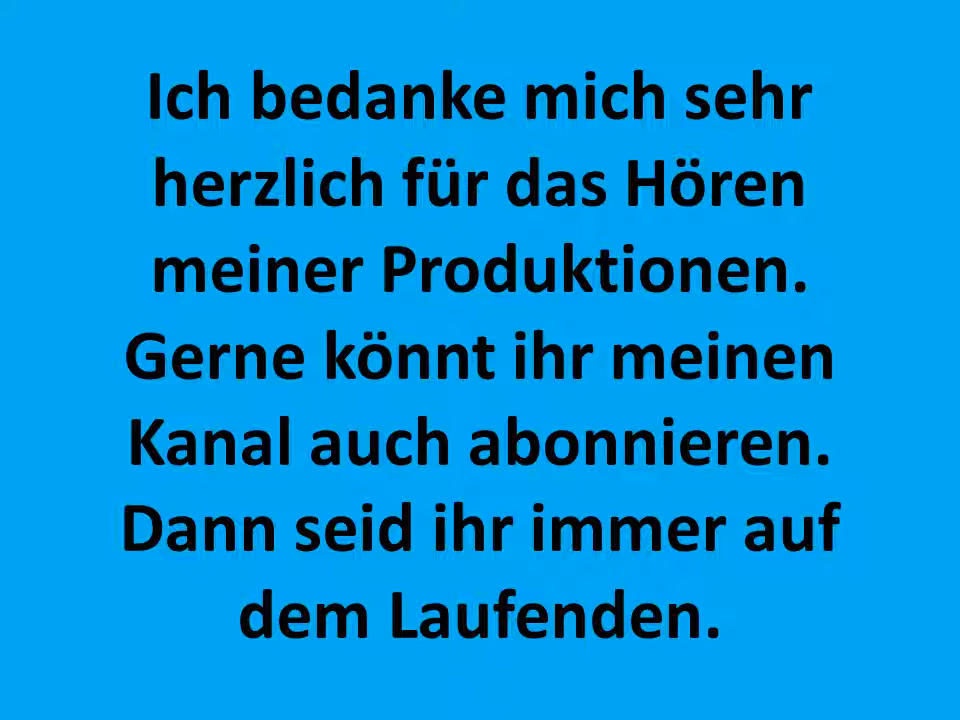 Ich bedanke mich sehr
herzlich für das Hören
meiner Produktionen.
Gerne könnt ihr meinen
Kanal auch abonnieren.
Dann seid ihr immer auf
dem Laufenden.